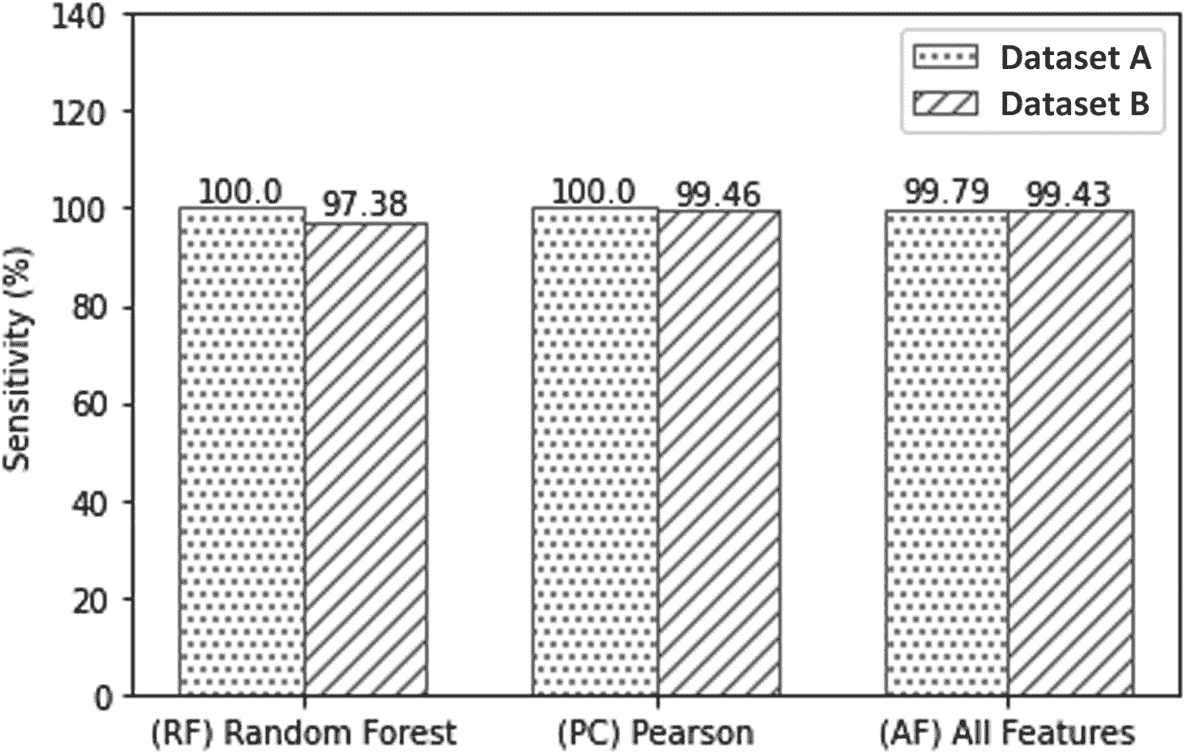 140
120
100
80
60
40
20
0
Sensitivity (%)
Dataset A
Dataset B
100.0
97.38
100.0
99.46
99.79
99.43
(RF) Random Forest
(PC) Pearson
(AF) All Features